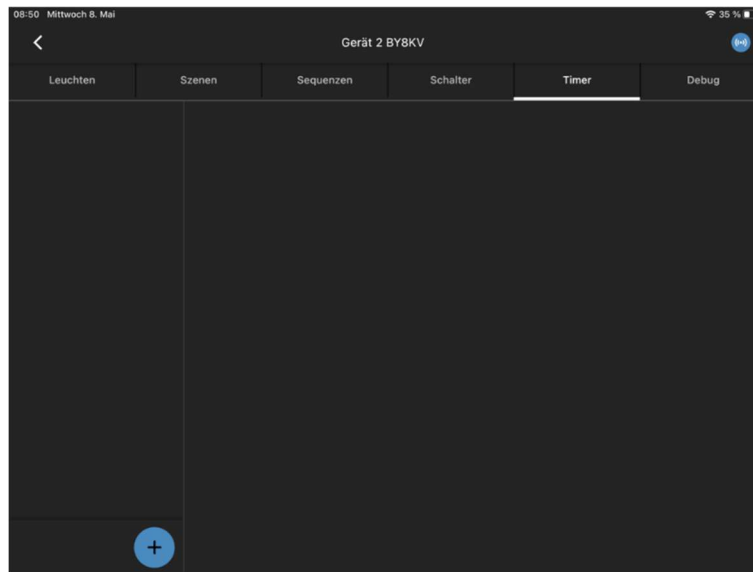 08:50 Mittwoch 8. Mai 35 %
Gerät 2 BY8KV
Leuchten Szenen Sequenzen Schalter Timer Debug